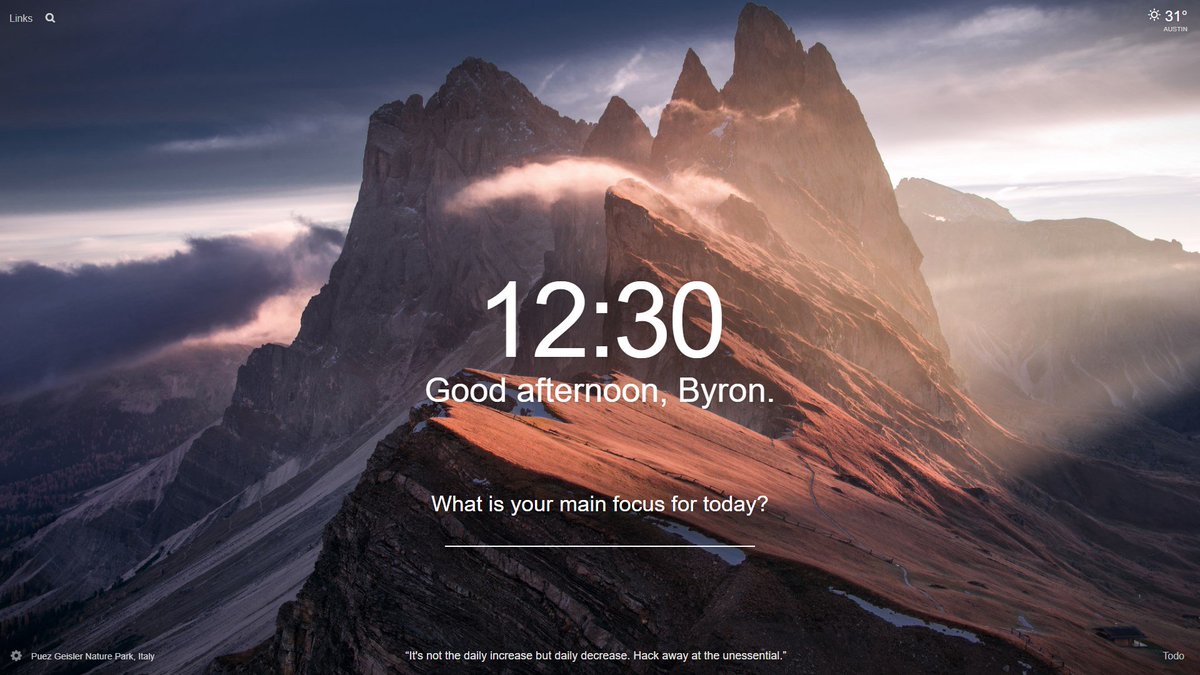 Links
31°
AUSTIN
12:30
Good afternoon, Byron.
What is your main focus for today?
Puez Geisler Nature Park, Italy
“It's not the daily increase but daily decrease. Hack away at the unessential.”
Todo